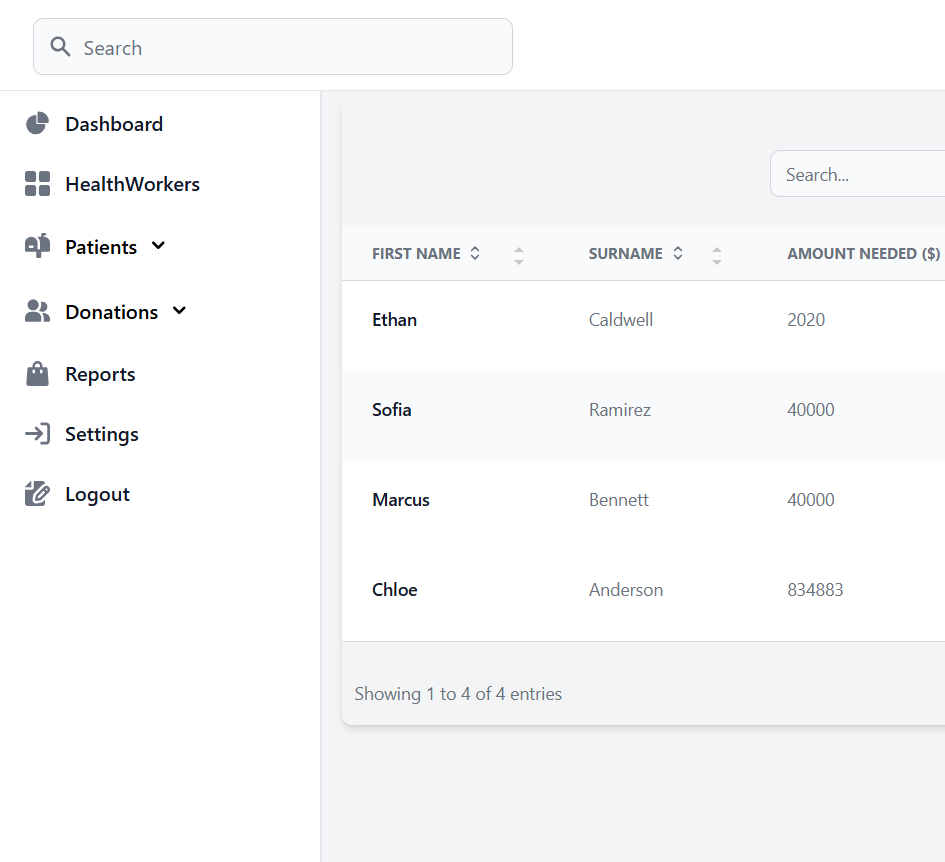 Search
Dashboard
HealthWorkers
Patients
Donations
Reports
Settings
Logout
Search...
FIRST NAME SURNAME AMOUNT NEEDED ($)
Ethan Caldwell 2020
Sofia Ramirez 40000
Marcus Bennett 40000
Chloe Anderson 834883
Showing 1 to 4 of 4 entries